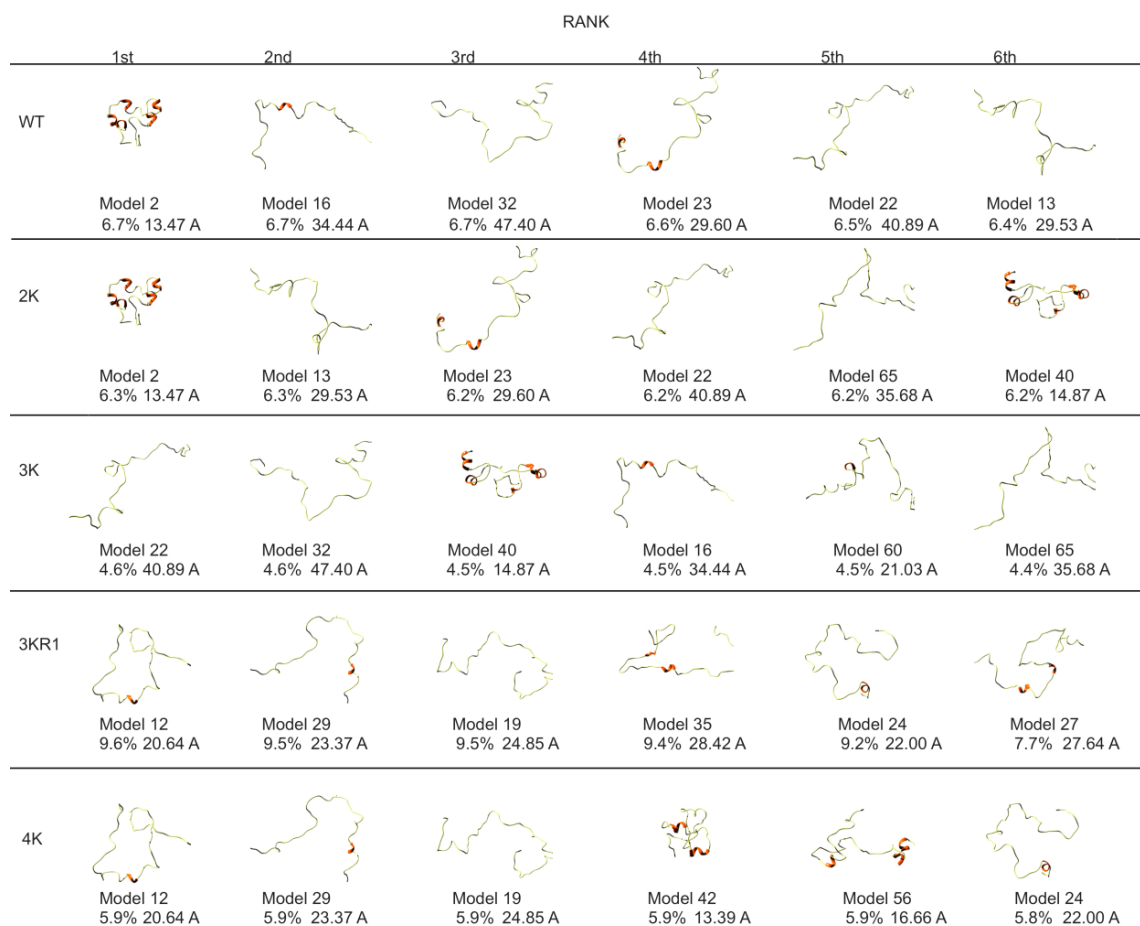 RANK
1st 2nd 3rd 4th 5th 6th
WT
Model 2 Model 16 Model 32 Model 23 Model 22 Model 13
6.7% 13.47 A 6.7% 34.44 A 6.7% 47.40 A 6.6% 29.60 A 6.5% 40.89 A 6.4% 29.53 A
2K
Model 2 Model 13 Model 23 Model 22 Model 65 Model 40
6.3% 13.47 A 6.3% 29.53 A 6.2% 29.60 A 6.2% 40.89 A 6.2% 35.68 A 6.2% 14.87 A
3K
Model 22 Model 32 Model 40 Model 16 Model 60 Model 65
4.6% 40.89 A 4.6% 47.40 A 4.5% 14.87 A 4.5% 34.44 A 4.5% 21.03 A 4.4% 35.68 A
3KR1
Model 12 Model 29 Model 19 Model 35 Model 24 Model 27
9.6% 20.64 A 9.5% 23.37 A 9.5% 24.85 A 9.4% 28.42 A 9.2% 22.00 A 7.7% 27.64 A
4K
Model 12 Model 29 Model 19 Model 42 Model 56 Model 24
5.9% 20.64 A 5.9% 23.37 A 5.9% 24.85 A 5.9% 13.39 A 5.9% 16.66 A 5.8% 22.00 A